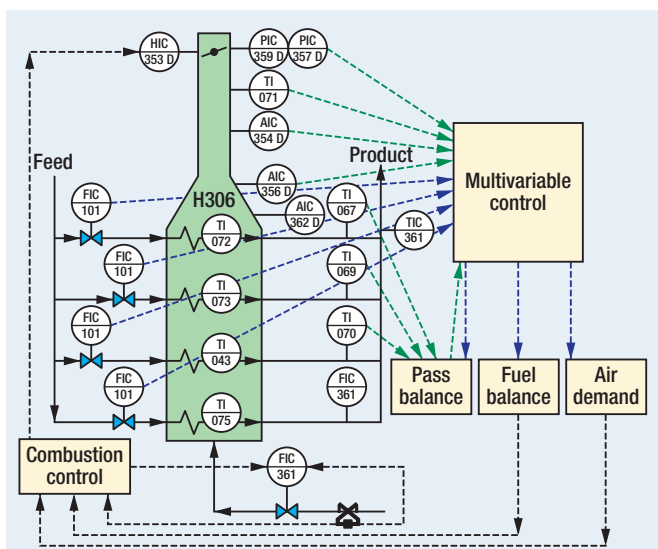 HIC
353 D
PIC
359 D
PIC
357 D
TI
071
AIC
354 D
Feed
Product
Multivariable
control
FIC
101
AIC
356 D
H306
TI
067
AIC
362 D
TIC
361
TI
072
FIC
101
TI
069
TI
073
FIC
101
TI
070
TI
043
FIC
101
FIC
361
Pass
balance
Fuel
balance
Air
demand
TI
075
Combustion
control
FIC
361